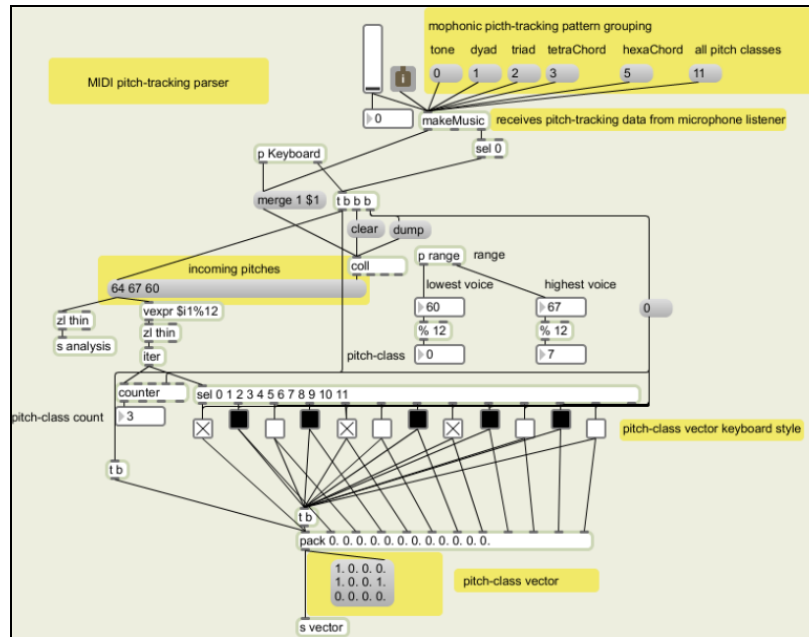 mophonic picth-tracking pattern grouping
tone dyad triad tetraChord hexaChord all pitch classes
0 1 2 3 5 11
MIDI pitch-tracking parser
i
0
makeMusic
receives pitch-tracking data from microphone listener
sel 0
p Keyboard
merge 1 $1
t b b b
clear
dump
p range
range
incoming pitches
coll
lowest voice
highest voice
64 67 60
60
67
0
zl thin
vexpr $i1%12
% 12
% 12
s analysis
zl thin
pitch-class
0
7
iter
counter
sel 0 1 2 3 4 5 6 7 8 9 10 11
pitch-class count
3
pitch-class vector keyboard style
t b
t b
pack 0. 0. 0. 0. 0. 0. 0. 0. 0. 0. 0. 0.
1. 0. 0. 0.
1. 0. 0. 1.
0. 0. 0. 0.
pitch-class vector
s vector